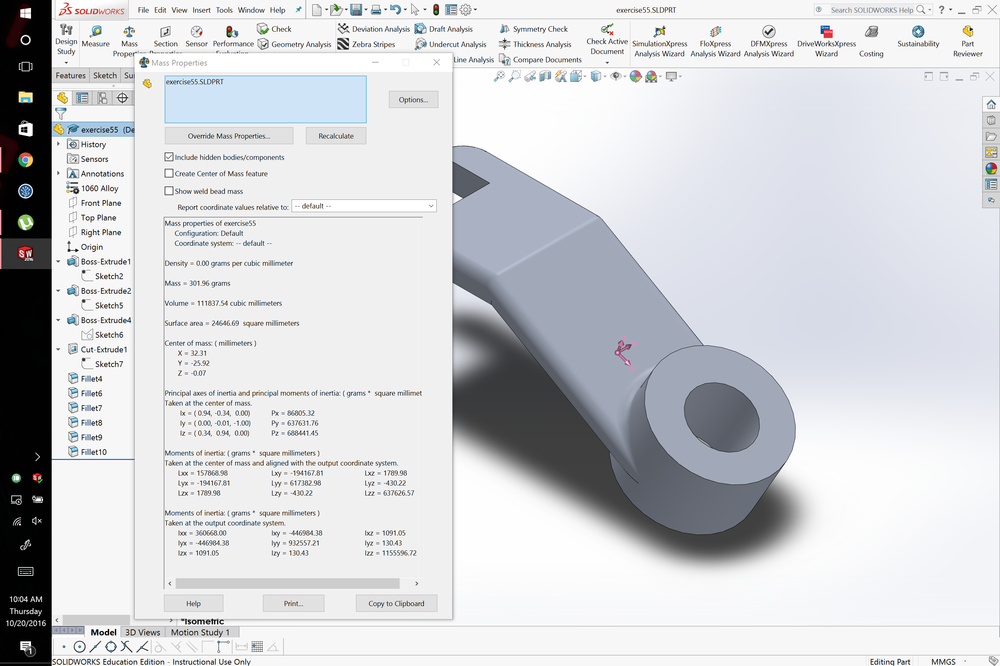 SOLIDWORKS
File Edit View Insert Tools Window Help
exercise55.SLDPRT
Search SOLIDWORKS Help
Design Study
Measure
Mass
Section
Sensor
Performance
Check
Geometry Analysis
Deviation Analysis
Zebra Stripes
Draft Analysis
Undercut Analysis
Line Analysis
Symmetry Check
Thickness Analysis
Compare Documents
Check Active Document
SimulationXpress Analysis Wizard
FloXpress Analysis Wizard
DFMXpress Analysis Wizard
Drive Works
DriveWorksXpress Wizard
Costing
Sustainability
Part Reviewer
Features Sketch Sur
exercise55 (De
History
Sensors
Annotations
1060 Alloy
Front Plane
Top Plane
Right Plane
Origin
Boss-Extrude1
Sketch2
Boss-Extrude2
Sketch5
Boss-Extrude4
Sketch6
Cut-Extrude1
Sketch7
Fillet4
Fillet6
Fillet7
Fillet8
Fillet9
Fillet10
Mass Properties
exercise55.SLDPRT
Options...
Override Mass Properties... Recalculate
Include hidden bodies/components
Create Center of Mass feature
Show weld bead mass
Report coordinate values relative to: -- default --
Mass properties of exercise55
Configuration: Default
Coordinate system: -- default --
Density = 0.00 grams per cubic millimeter
Mass = 301.96 grams
Volume = 111837.54 cubic millimeters
Surface area = 24646.69 square millimeters
Center of mass: ( millimeters )
X = 32.31
Y = -25.92
Z = -0.07
Principal axes of inertia and principal moments of inertia: ( grams * square millimet
Taken at the center of mass.
Ix = ( 0.94, -0.34, 0.00) Px = 86805.32
Iy = ( 0.00, -0.01, -1.00) Py = 637631.76
Iz = ( 0.34, 0.94, 0.00) Pz = 688441.45
Moments of inertia: ( grams * square millimeters )
Taken at the center of mass and aligned with the output coordinate system.
Lxx = 157868.98 Lxy = -194167.81 Lxz = 1789.98
Lyx = -194167.81 Lyy = 617382.98 Lyz = -430.22
Lzx = 1789.98 Lzy = -430.22 Lzz = 637626.57
Moments of inertia: ( grams * square millimeters )
Taken at the output coordinate system.
Ixx = 360668.00 Ixy = -446984.38 Ixz = 1091.05
Iyx = -446984.38 Iyy = 932557.21 Iyz = 130.43
Izx = 1091.05 Izy = 130.43 Izz = 1155596.72
Help Print... Copy to Clipboard
Iz
Iy
Ix
*Isometric
Model 3D Views Motion Study 1
SOLIDWORKS Education Edition - Instructional Use Only
Editing Part MMGS
SW
2016
10:04 AM
Thursday
10/20/2016
1